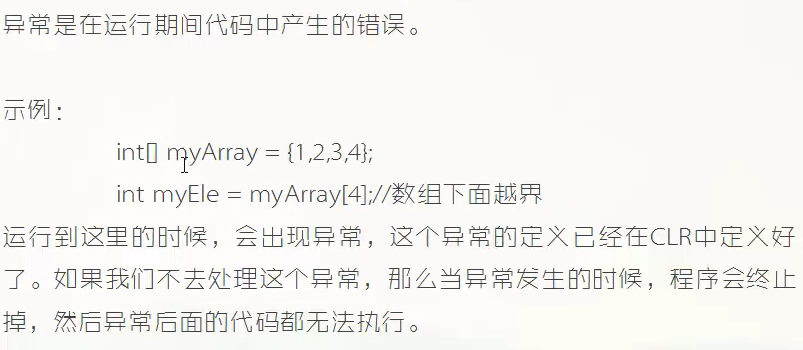 异常是在运行期间代码中产生的错误。
示例：
int[] myArray = {1,2,3,4};
int myEle = myArray[4];//数组下面越界
运行到这里的时候，会出现异常，这个异常的定义已经在CLR中定义好
了。如果我们不去处理这个异常，那么当异常发生的时候，程序会终止
掉，然后异常后面的代码都无法执行。